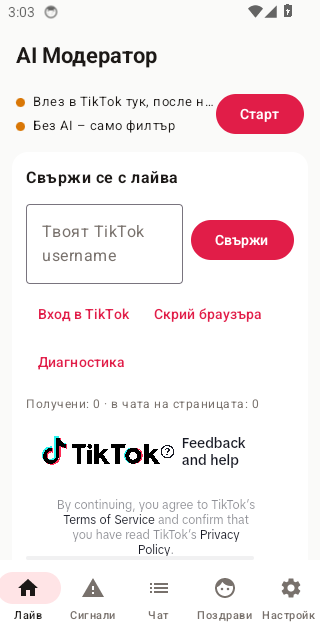 3:03
AI Модератор
Влез в TikTok тук, после н…
Без AI – само филтър
Старт
Свържи се с лайва
Твоят TikTok
username
Свържи
Вход в TikTok
Скрий браузъра
Диагностика
Получени: 0 · в чата на страницата: 0
TikTok
Feedback
and help
By continuing, you agree to TikTok’s
Terms of Service and confirm that
you have read TikTok’s Privacy
Policy.
Лайв
Сигнали
Чат
Поздрави
Настройк